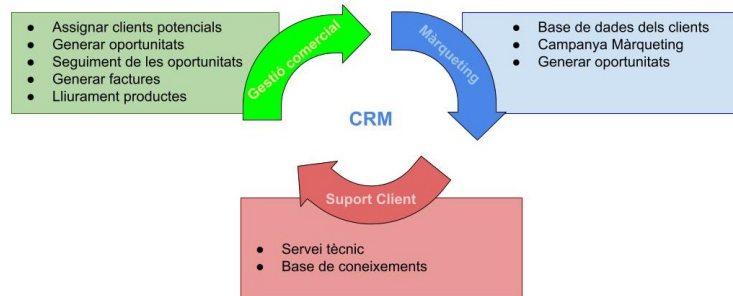 ● Assignar clients potencials
● Generar oportunitats
● Seguiment de les oportunitats
● Generar factures
● Lliurament productes
Gestió comercial
Màrqueting
● Base de dades dels clients
● Campanya Màrqueting
● Generar oportunitats
CRM
Suport Client
● Servei tècnic
● Base de coneixements